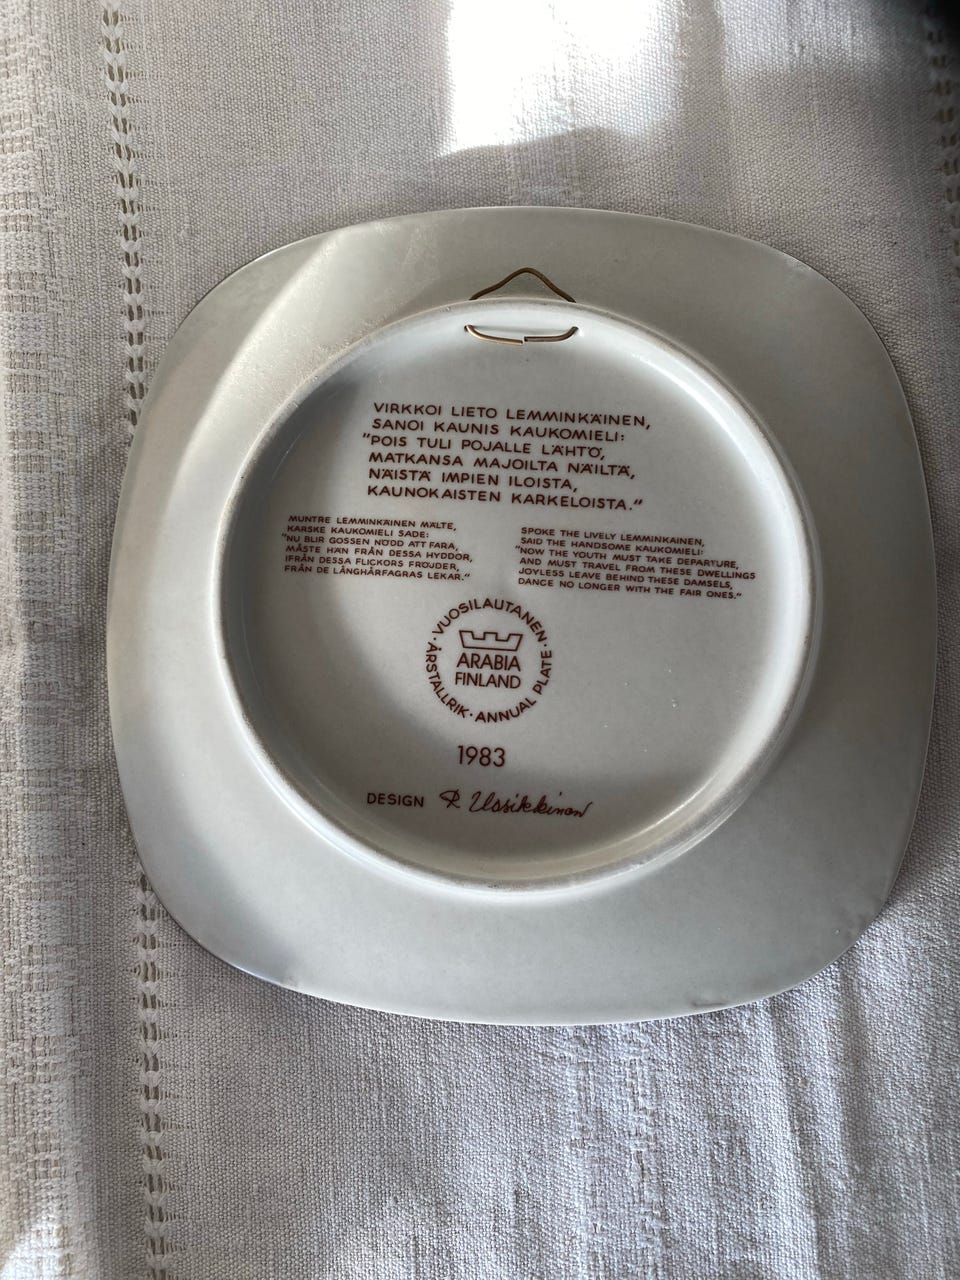 VIRKKOI LIETO LEMMINKÄINEN,
SANOI KAUNIS KAUKOMIELI:
"POIS TULI POJALLE LÄHTÖ,
MATKANSA MAJOILTA NÄILTÄ,
NÄISTÄ IMPIEN ILOISTA,
KAUNOKAISTEN KARKELOISTA."
MUNTRE LEMMINKÄINEN MÄLTE,
KARSKE KAUKOMIELI SADE:
"NU BLIR GOSSEN NÖDD ATT FARA,
MÅSTE HAN FRÅN DESSA HYDDOR,
IFRÅN DESSA FLICKORS FRÖJDER,
FRÅN DE LÅNGHÅRFAGRAS LEKAR."
SPOKE THE LIVELY LEMMINKAINEN,
SAID THE HANDSOME KAUKOMIELI:
"NOW THE YOUTH MUST TAKE DEPARTURE,
AND MUST TRAVEL FROM THESE DWELLINGS
JOYLESS LEAVE BEHIND THESE DAMSELS,
DANCE NO LONGER WITH THE FAIR ONES."
VUOSILAUTANEN · ANNUAL PLATE · ÅRSTALLRIK ·
ARABIA
FINLAND
1983
DESIGN R Uosikkinen